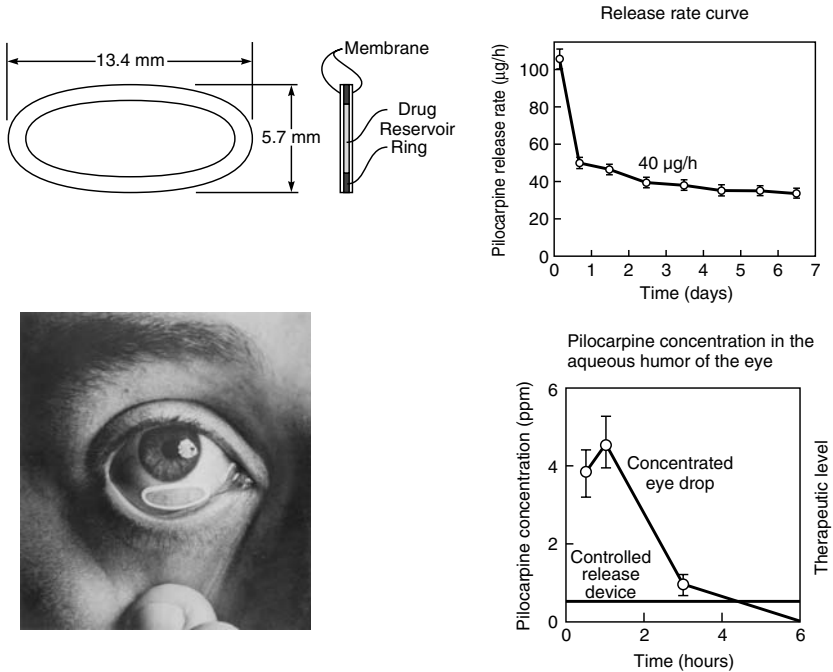 13.4 mm
5.7 mm
Membrane
Drug
Reservoir
Ring
Release rate curve
Pilocarpine release rate (µg/h)
100
80
60
40
20
0
40 µg/h
0 1 2 3 4 5 6 7
Time (days)
Pilocarpine concentration in the
aqueous humor of the eye
Pilocarpine concentration (ppm)
6
4
2
0
Concentrated
eye drop
Controlled
release
device
Therapeutic level
0 2 4 6
Time (hours)